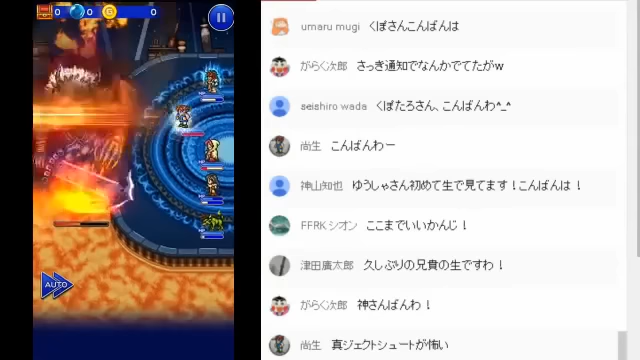 0 0 0
AUTO
umaru mugi くぽさんこんばんは
がらく次郎 さっき通知でなんかでてたがw
seishiro wada くぽたろさん、こんばんわ^_^
尚生 こんばんわー
神山知也 ゆうしゃさん初めて生で見てます！こんばんは！
FFRKシオン ここまでいいかんじ！
津田廣太郎 久しぶりの兄貴の生ですわ！
がらく次郎 神さんばんわ！
尚生 真ジェクトシュートが怖い